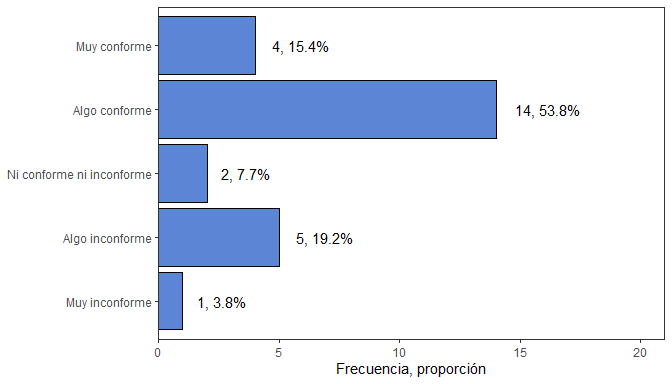 Muy conforme
4, 15.4%
Algo conforme
14, 53.8%
Ni conforme ni inconforme
2, 7.7%
Algo inconforme
5, 19.2%
Muy inconforme
1, 3.8%
0 5 10 15 20
Frecuencia, proporción